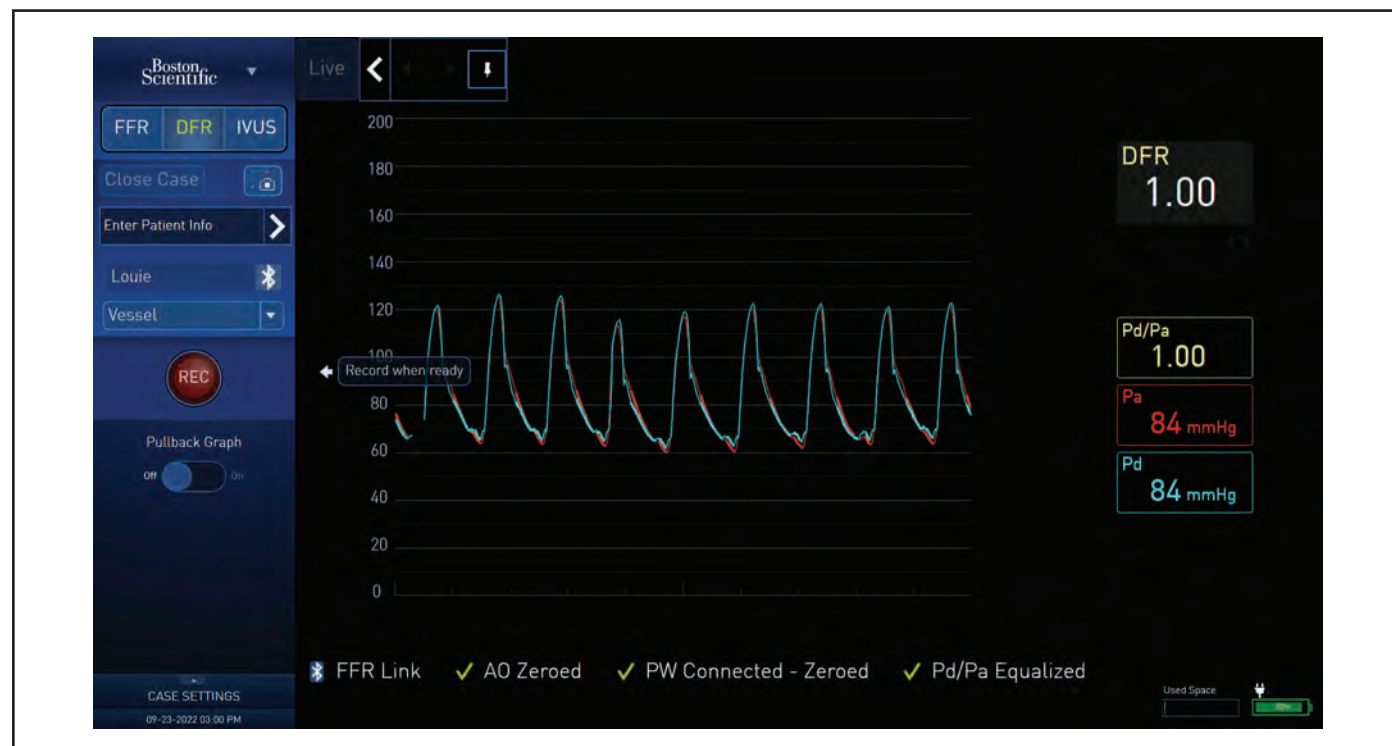 Boston
Scientific
Live
FFR DFR IVUS
Close Case
Enter Patient Info
Louie
Vessel
REC
Pullback Graph
Off On
CASE SETTINGS
09-23-2022 03:00 PM
200
180
160
140
120
100
Record when ready
80
60
40
20
0
DFR
1.00
Pd/Pa
1.00
Pa
84 mmHg
Pd
84 mmHg
FFR Link AO Zeroed PW Connected - Zeroed Pd/Pa Equalized
Used Space